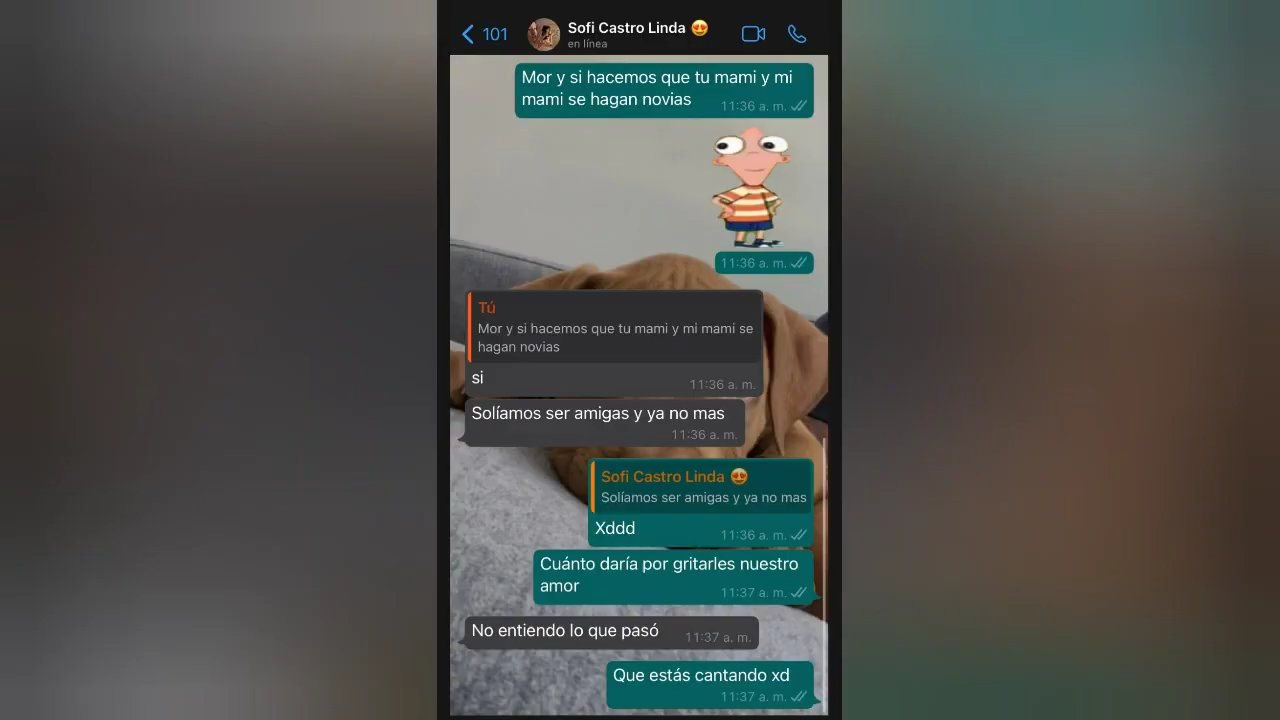 101
Sofi Castro Linda 😍
en línea
Mor y si hacemos que tu mami y mi
mami se hagan novias
11:36 a. m.
11:36 a. m.
Tú
Mor y si hacemos que tu mami y mi mami se
hagan novias
si
11:36 a. m.
Solíamos ser amigas y ya no mas
11:36 a. m.
Sofi Castro Linda 😍
Solíamos ser amigas y ya no mas
Xddd
11:36 a. m.
Cuánto daría por gritarles nuestro
amor
11:37 a. m.
No entiendo lo que pasó
11:37 a. m.
Que estás cantando xd
11:37 a. m.